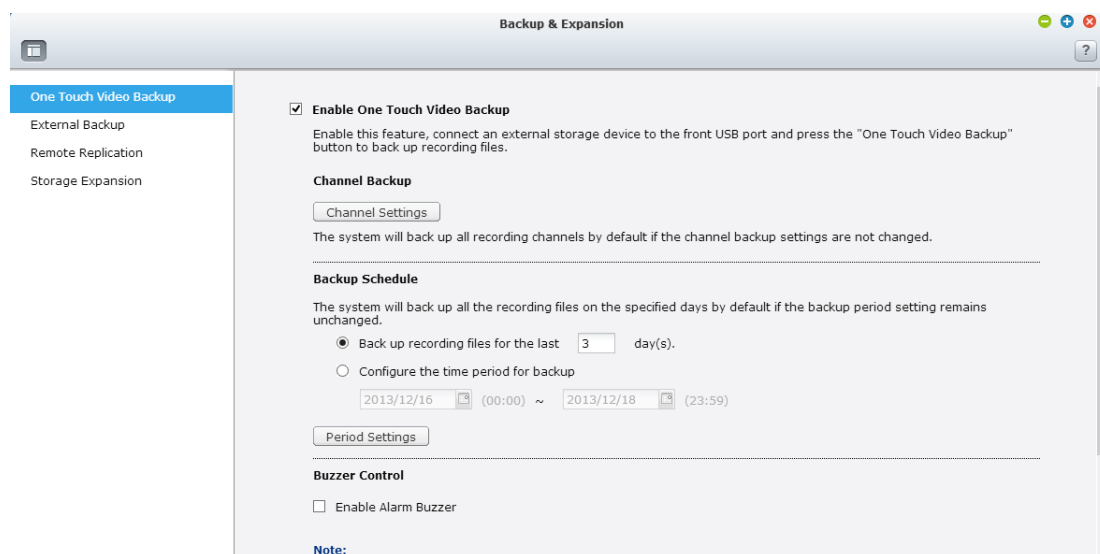 Backup & Expansion
?
One Touch Video Backup
External Backup
Remote Replication
Storage Expansion
Enable One Touch Video Backup
Enable this feature, connect an external storage device to the front USB port and press the "One Touch Video Backup"
button to back up recording files.
Channel Backup
Channel Settings
The system will back up all recording channels by default if the channel backup settings are not changed.
Backup Schedule
The system will back up all the recording files on the specified days by default if the backup period setting remains
unchanged.
Back up recording files for the last 3 day(s).
Configure the time period for backup
2013/12/16 (00:00) ~ 2013/12/18 (23:59)
Period Settings
Buzzer Control
Enable Alarm Buzzer
Note: